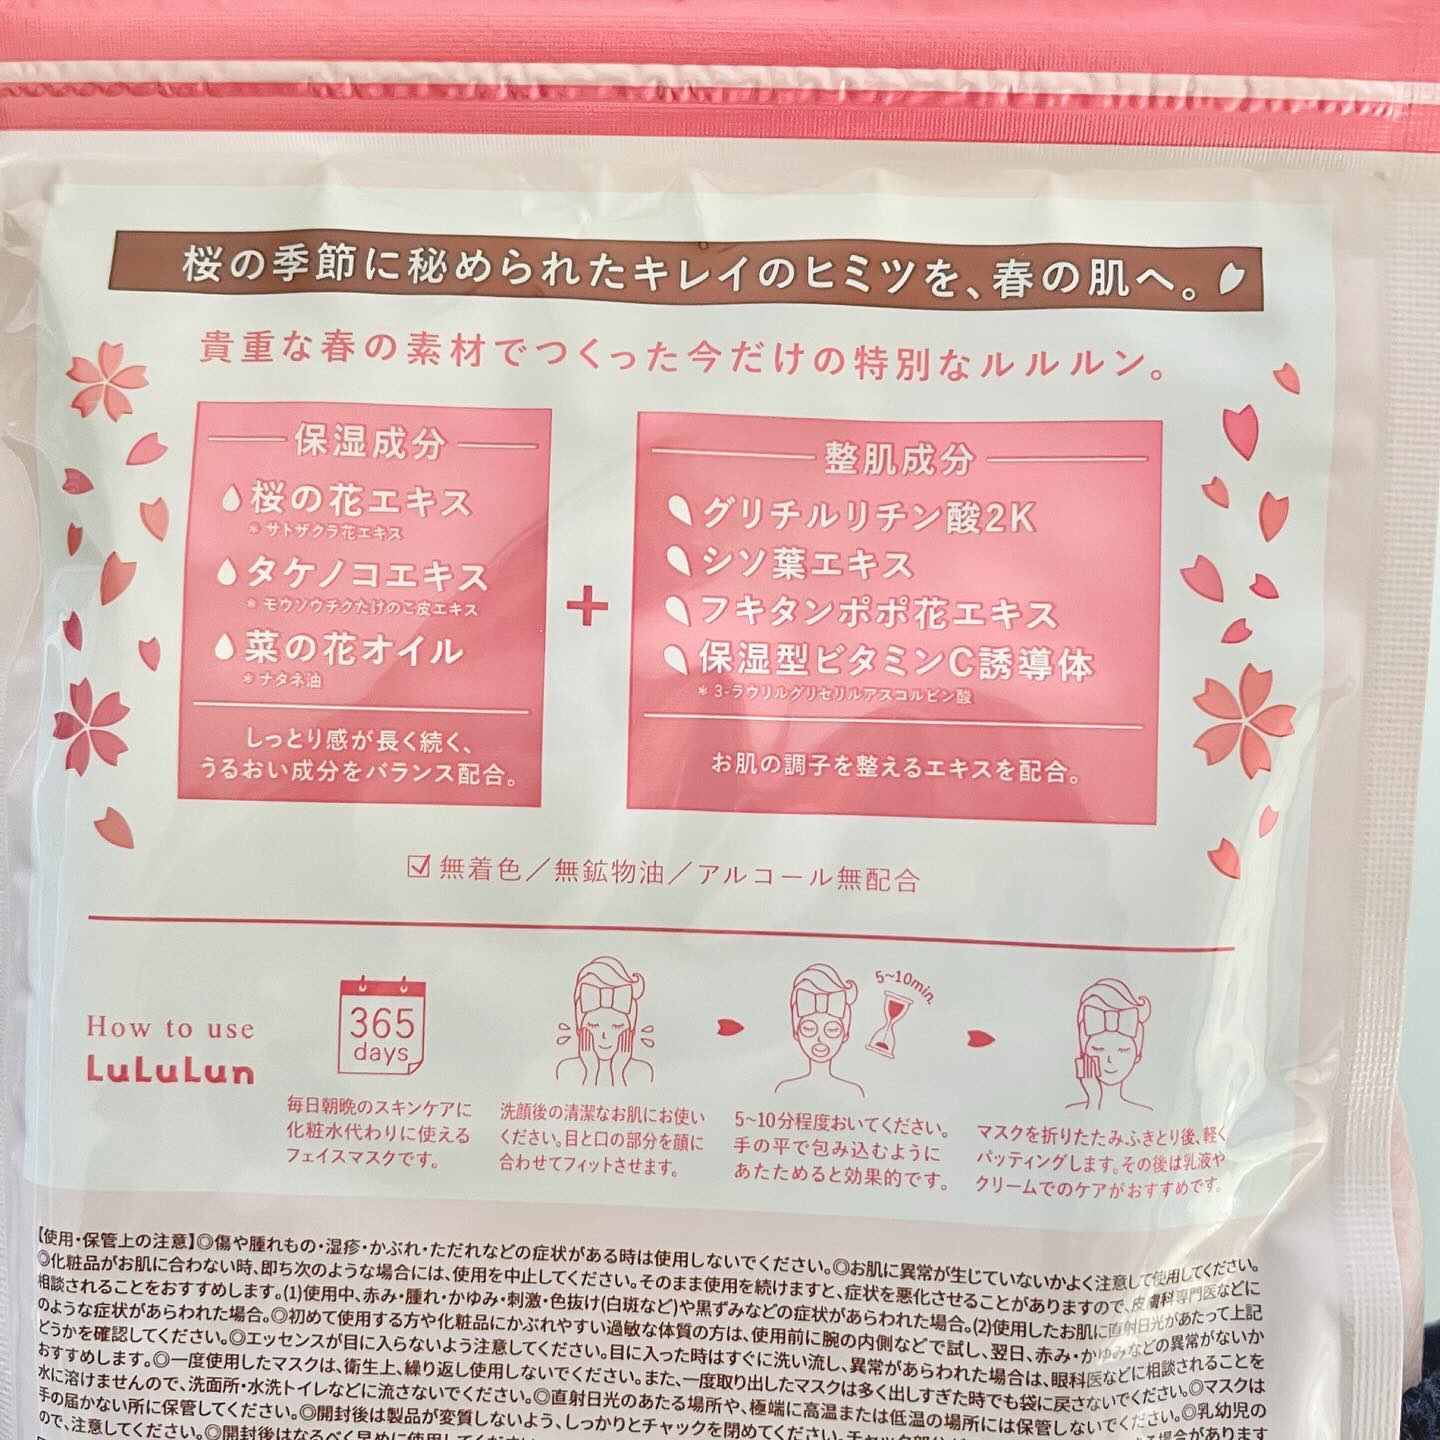 桜の季節に秘められたキレイのヒミツを、春の肌へ。
貴重な春の素材でつくった今だけの特別なルルルン。
保湿成分
桜の花エキス
*サトザクラ花エキス
タケノコエキス
*モウソウチクたけのこ皮エキス
菜の花オイル
*ナタネ油
しっとり感が長く続く、
うるおい成分をバランス配合。
+
整肌成分
グリチルリチン酸2K
シソ葉エキス
フキタンポポ花エキス
保湿型ビタミンC誘導体
*3-ラウリルグリセリルアスコルビン酸
お肌の調子を整えるエキスを配合。
☑無着色/無鉱物油/アルコール無配合
How to use
LuLuLun
365
days
毎日朝晩のスキンケアに
化粧水代わりに使える
フェイスマスクです。
洗顔後の清潔なお肌にお使い
ください。目と口の部分を顔に
合わせてフィットさせます。
5~10min.
5~10分程度おいてください。
手の平で包み込むように
あたためると効果的です。
マスクを折りたたみふきとり後、軽く
パッティングします。その後は乳液や
クリームでのケアがおすすめです。
【使用・保管上の注意】◎傷や腫れもの・湿疹・かぶれ・ただれなどの症状がある時は使用しないでください。◎お肌に異常が生じていないかよく注意して使用してください。
◎化粧品がお肌に合わない時、即ち次のような場合には、使用を中止してください。そのまま使用を続けますと、症状を悪化させることがありますので、皮膚科専門医などに
相談されることをおすすめします。(1)使用中、赤み・腫れ・かゆみ・刺激・色抜け(白斑など)や黒ずみなどの症状があらわれた場合。(2)使用したお肌に直射日光があたって上記
のような症状があらわれた場合。◎初めて使用する方や化粧品にかぶれやすい過敏な体質の方は、使用前に腕の内側などで試し、翌日、赤み・かゆみなどの異常がないか
どうかを確認してください。◎エッセンスが目に入らないよう注意してください。目に入った時はすぐに洗い流し、異常があらわれた場合は、眼科医などに相談されることを
おすすめします。◎一度使用したマスクは、衛生上、繰り返し使用しないでください。また、一度取り出したマスクは多く出しすぎた時でも袋に戻さないでください。◎マスクは
水に溶けませんので、洗面所・水洗トイレなどに流さないでください。◎直射日光のあたる場所や、極端に高温または低温の場所には保管しないでください。◎乳幼児の
手の届かない所に保管してください。◎開封後は製品が変質しないよう、しっかりとチャックを閉めてください。チャック部分が
ので、注意してください。◎開封後はなるべく早めに使用してください